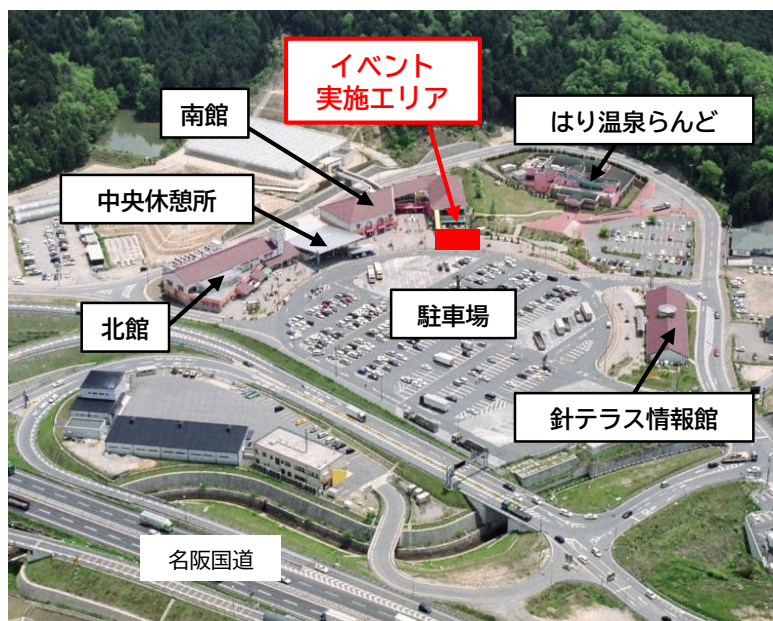 イベント
実施エリア
南館
はり温泉らんど
中央休憩所
北館
駐車場
針テラス情報館
名阪国道